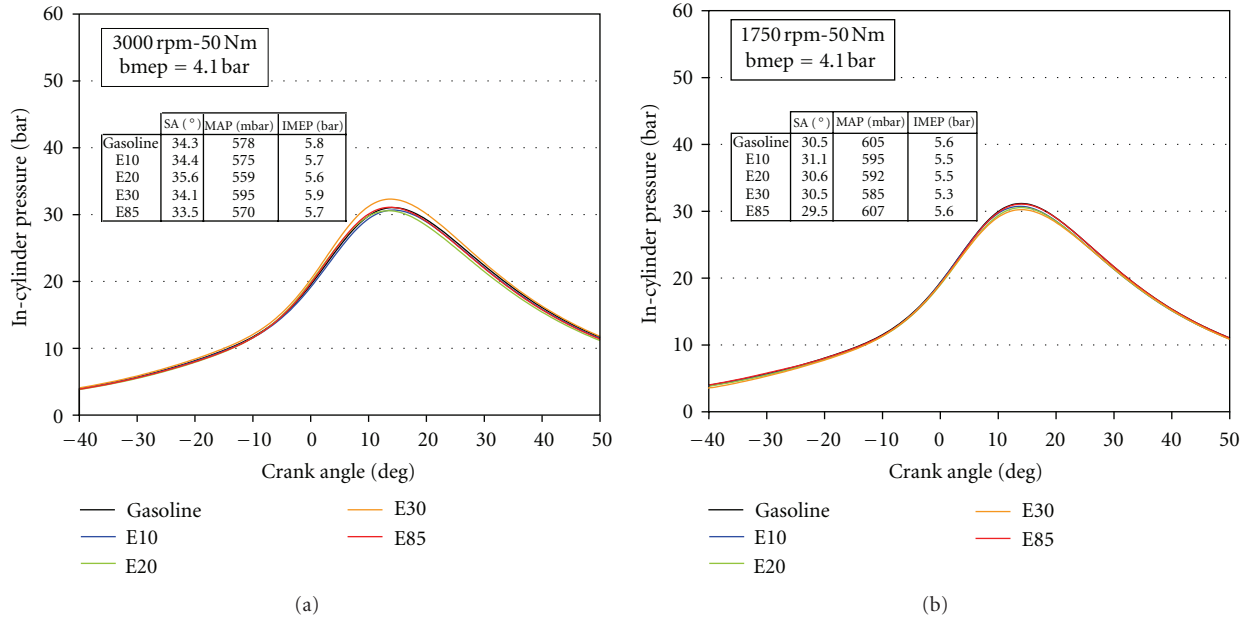 3000 rpm-50 Nm
bmep = 4.1 bar
SA (°) MAP (mbar) IMEP (bar)
Gasoline 34.3 578 5.8
E10 34.4 575 5.7
E20 35.6 559 5.6
E30 34.1 595 5.9
E85 33.5 570 5.7
In-cylinder pressure (bar)
60
50
40
30
20
10
0
−40 −30 −20 −10 0 10 20 30 40 50
Crank angle (deg)
Gasoline
E10
E20
E30
E85
(a)
1750 rpm-50 Nm
bmep = 4.1 bar
SA (°) MAP (mbar) IMEP (bar)
Gasoline 30.5 605 5.6
E10 31.1 595 5.5
E20 30.6 592 5.5
E30 30.5 585 5.3
E85 29.5 607 5.6
In-cylinder pressure (bar)
60
50
40
30
20
10
0
−40 −30 −20 −10 0 10 20 30 40 50
Crank angle (deg)
Gasoline
E10
E20
E30
E85
(b)